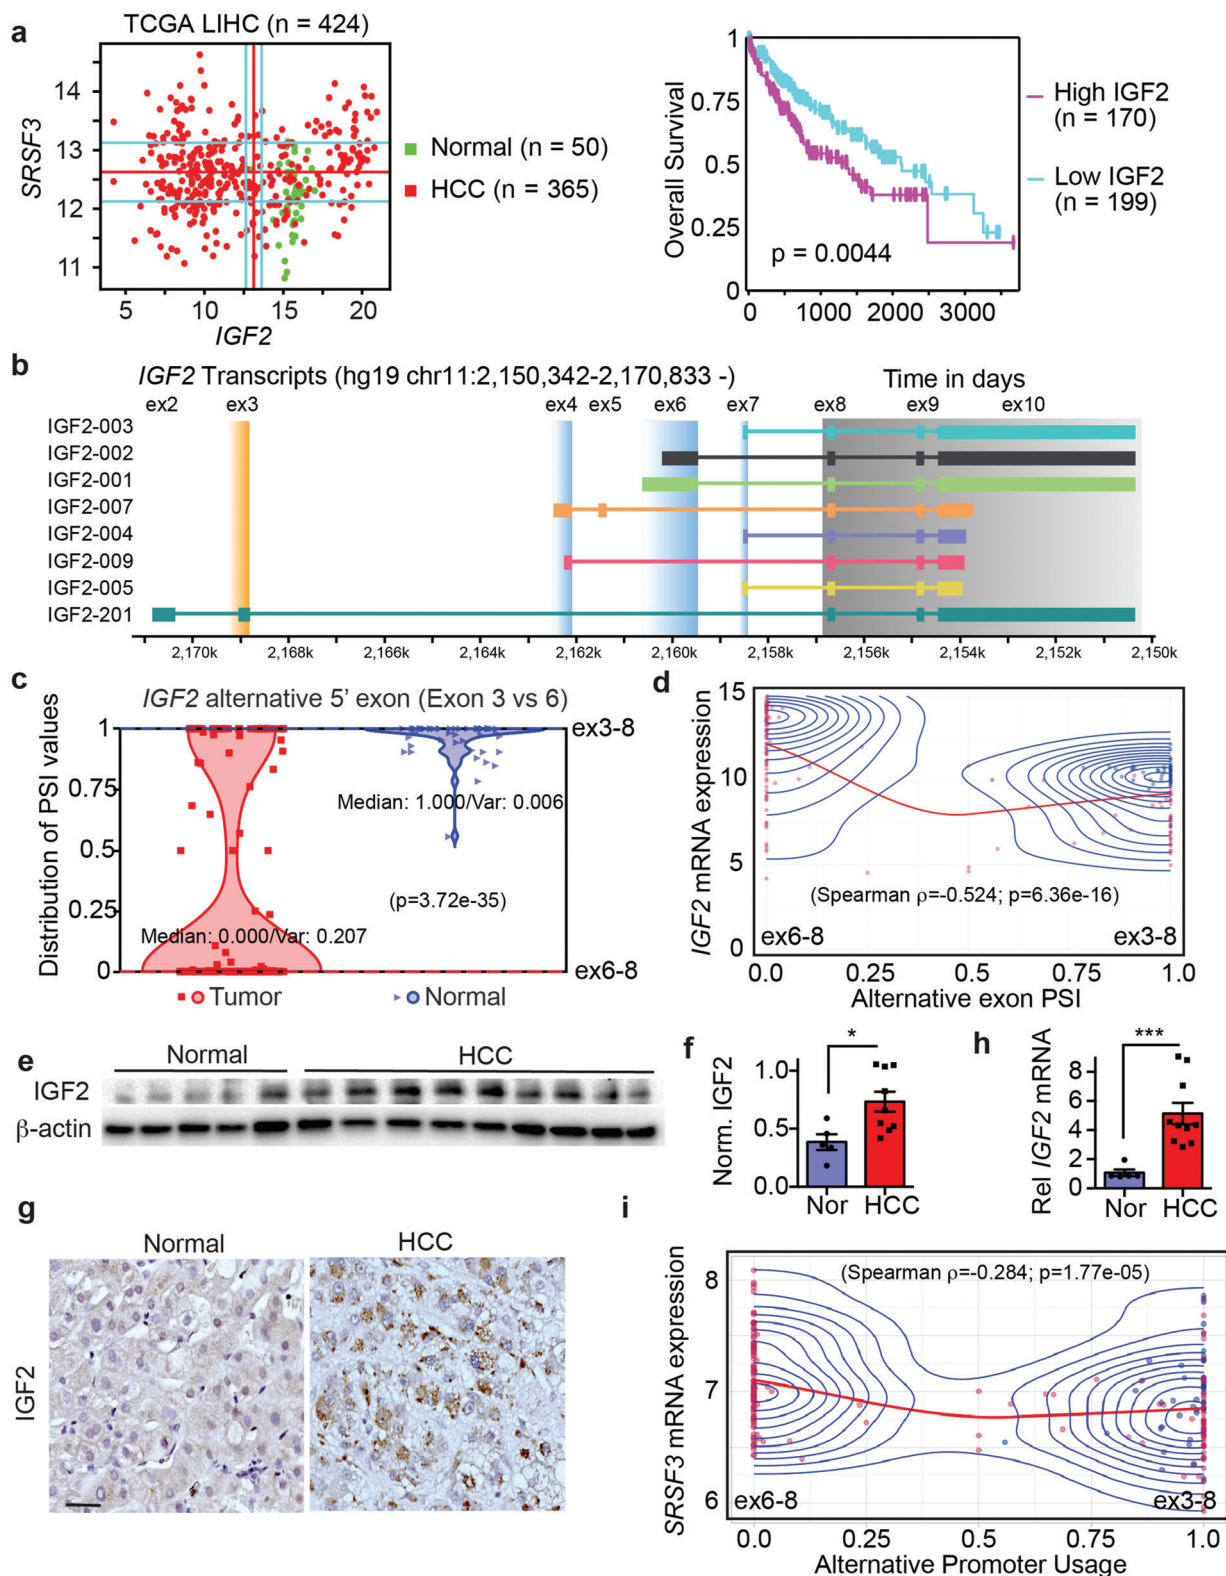 a
TCGA LIHC (n = 424)
SRSF3
14
13
12
11
5
10
15
20
IGF2
Normal (n = 50)
HCC (n = 365)
Overall Survival
1
0.75
0.5
0.25
0
p = 0.0044
0
1000
2000
3000
High IGF2
(n = 170)
Low IGF2
(n = 199)
b
IGF2 Transcripts (hg19 chr11:2,150,342-2,170,833 -)
Time in days
ex2 ex3 ex4 ex5 ex6 ex7 ex8 ex9 ex10
IGF2-003
IGF2-002
IGF2-001
IGF2-007
IGF2-004
IGF2-009
IGF2-005
IGF2-201
2,170k 2,168k 2,166k 2,164k 2,162k 2,160k 2,158k 2,156k 2,154k 2,152k 2,150k
c
IGF2 alternative 5' exon (Exon 3 vs 6)
Distribution of PSI values
1
0.75
0.5
0.25
0
ex3-8
Median: 1.000/Var: 0.006
(p=3.72e-35)
Median: 0.000/Var: 0.207
ex6-8
Tumor
Normal
d
IGF2 mRNA expression
15
10
5
0
(Spearman ρ=-0.524; p=6.36e-16)
ex6-8
ex3-8
0.0 0.25 0.5 0.75 1.0
Alternative exon PSI
e
Normal
HCC
IGF2
β-actin
f
*
Norm. IGF2
1.0
0.5
0.0
Nor HCC
h
***
Rel IGF2 mRNA
8
6
4
2
0
Nor HCC
g
Normal
HCC
IGF2
i
(Spearman ρ=-0.284; p=1.77e-05)
SRSF3 mRNA expression
8
7
6
ex6-8
ex3-8
0.0 0.25 0.5 0.75 1.0
Alternative Promoter Usage